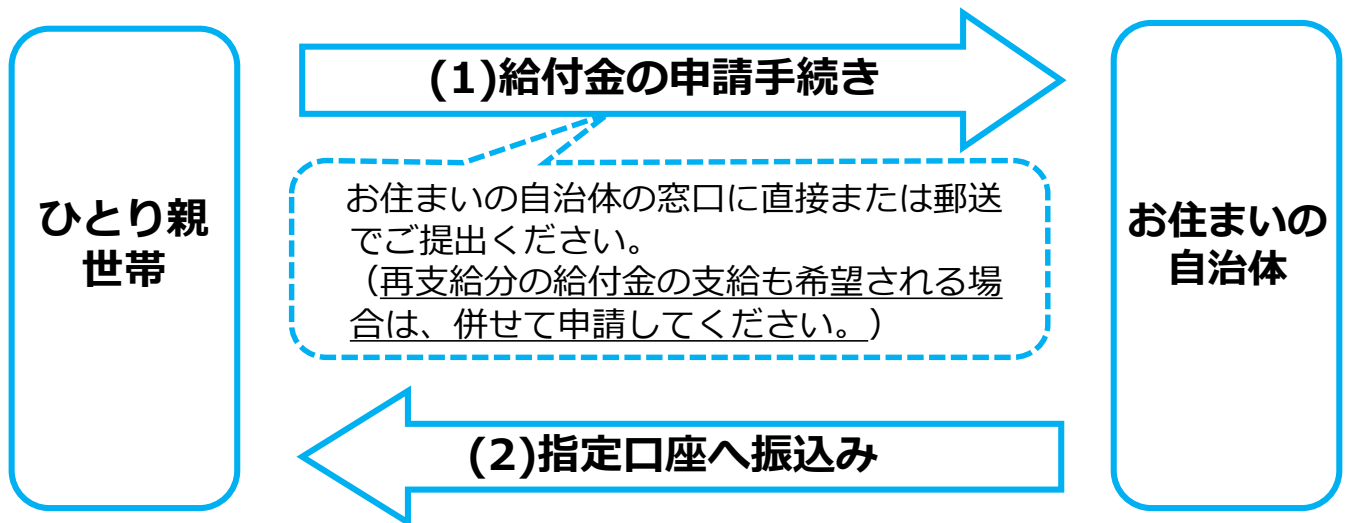 ひとり親
世帯
(1)給付金の申請手続き
お住まいの自治体の窓口に直接または郵送
でご提出ください。
（再支給分の給付金の支給も希望される場
合は、併せて申請してください。）
(2)指定口座へ振込み
お住まいの
自治体